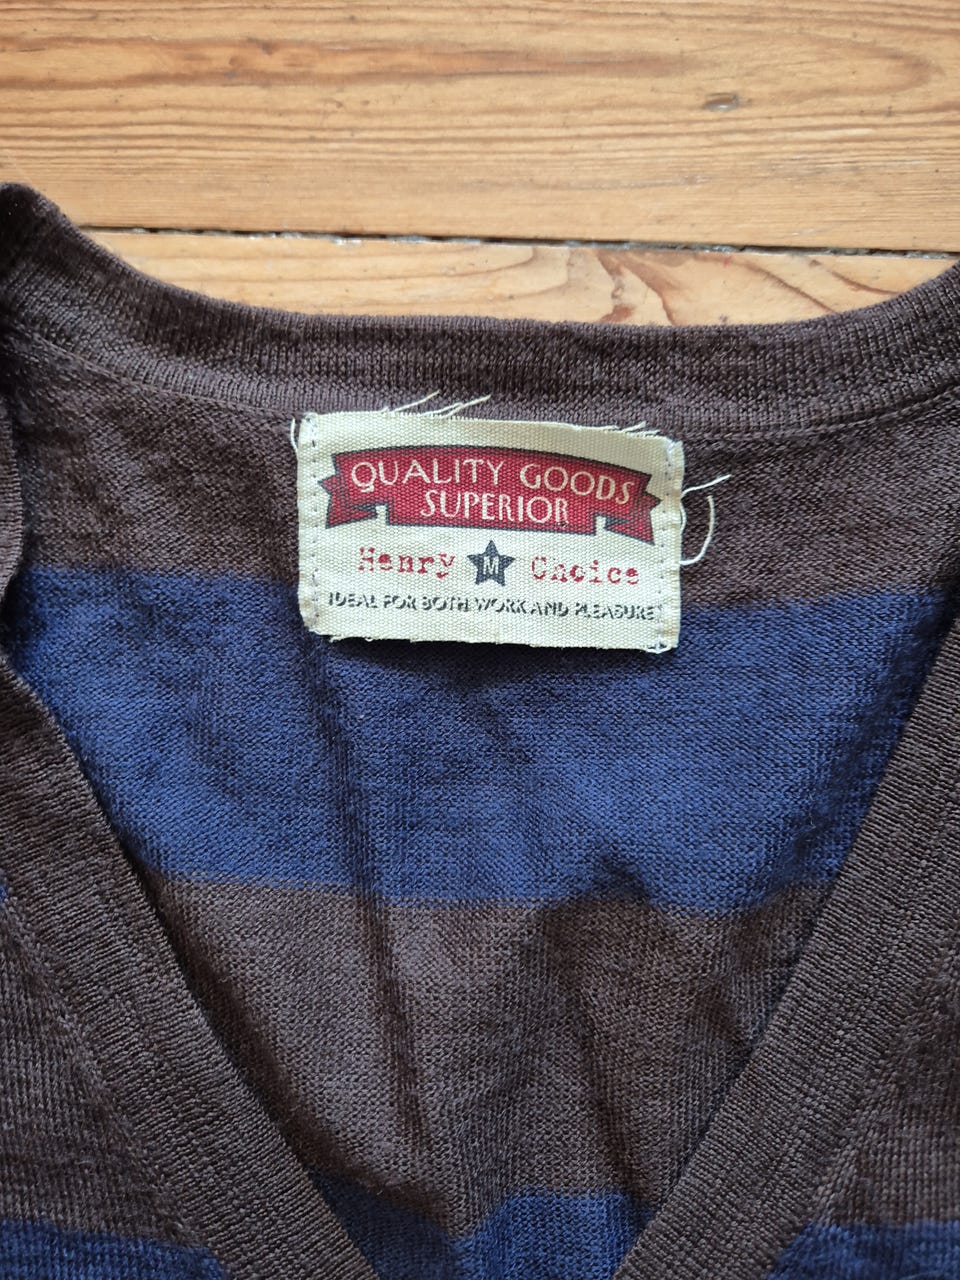 QUALITY GOODS
SUPERIOR
Henry M Choice
IDEAL FOR BOTH WORK AND PLEASURE